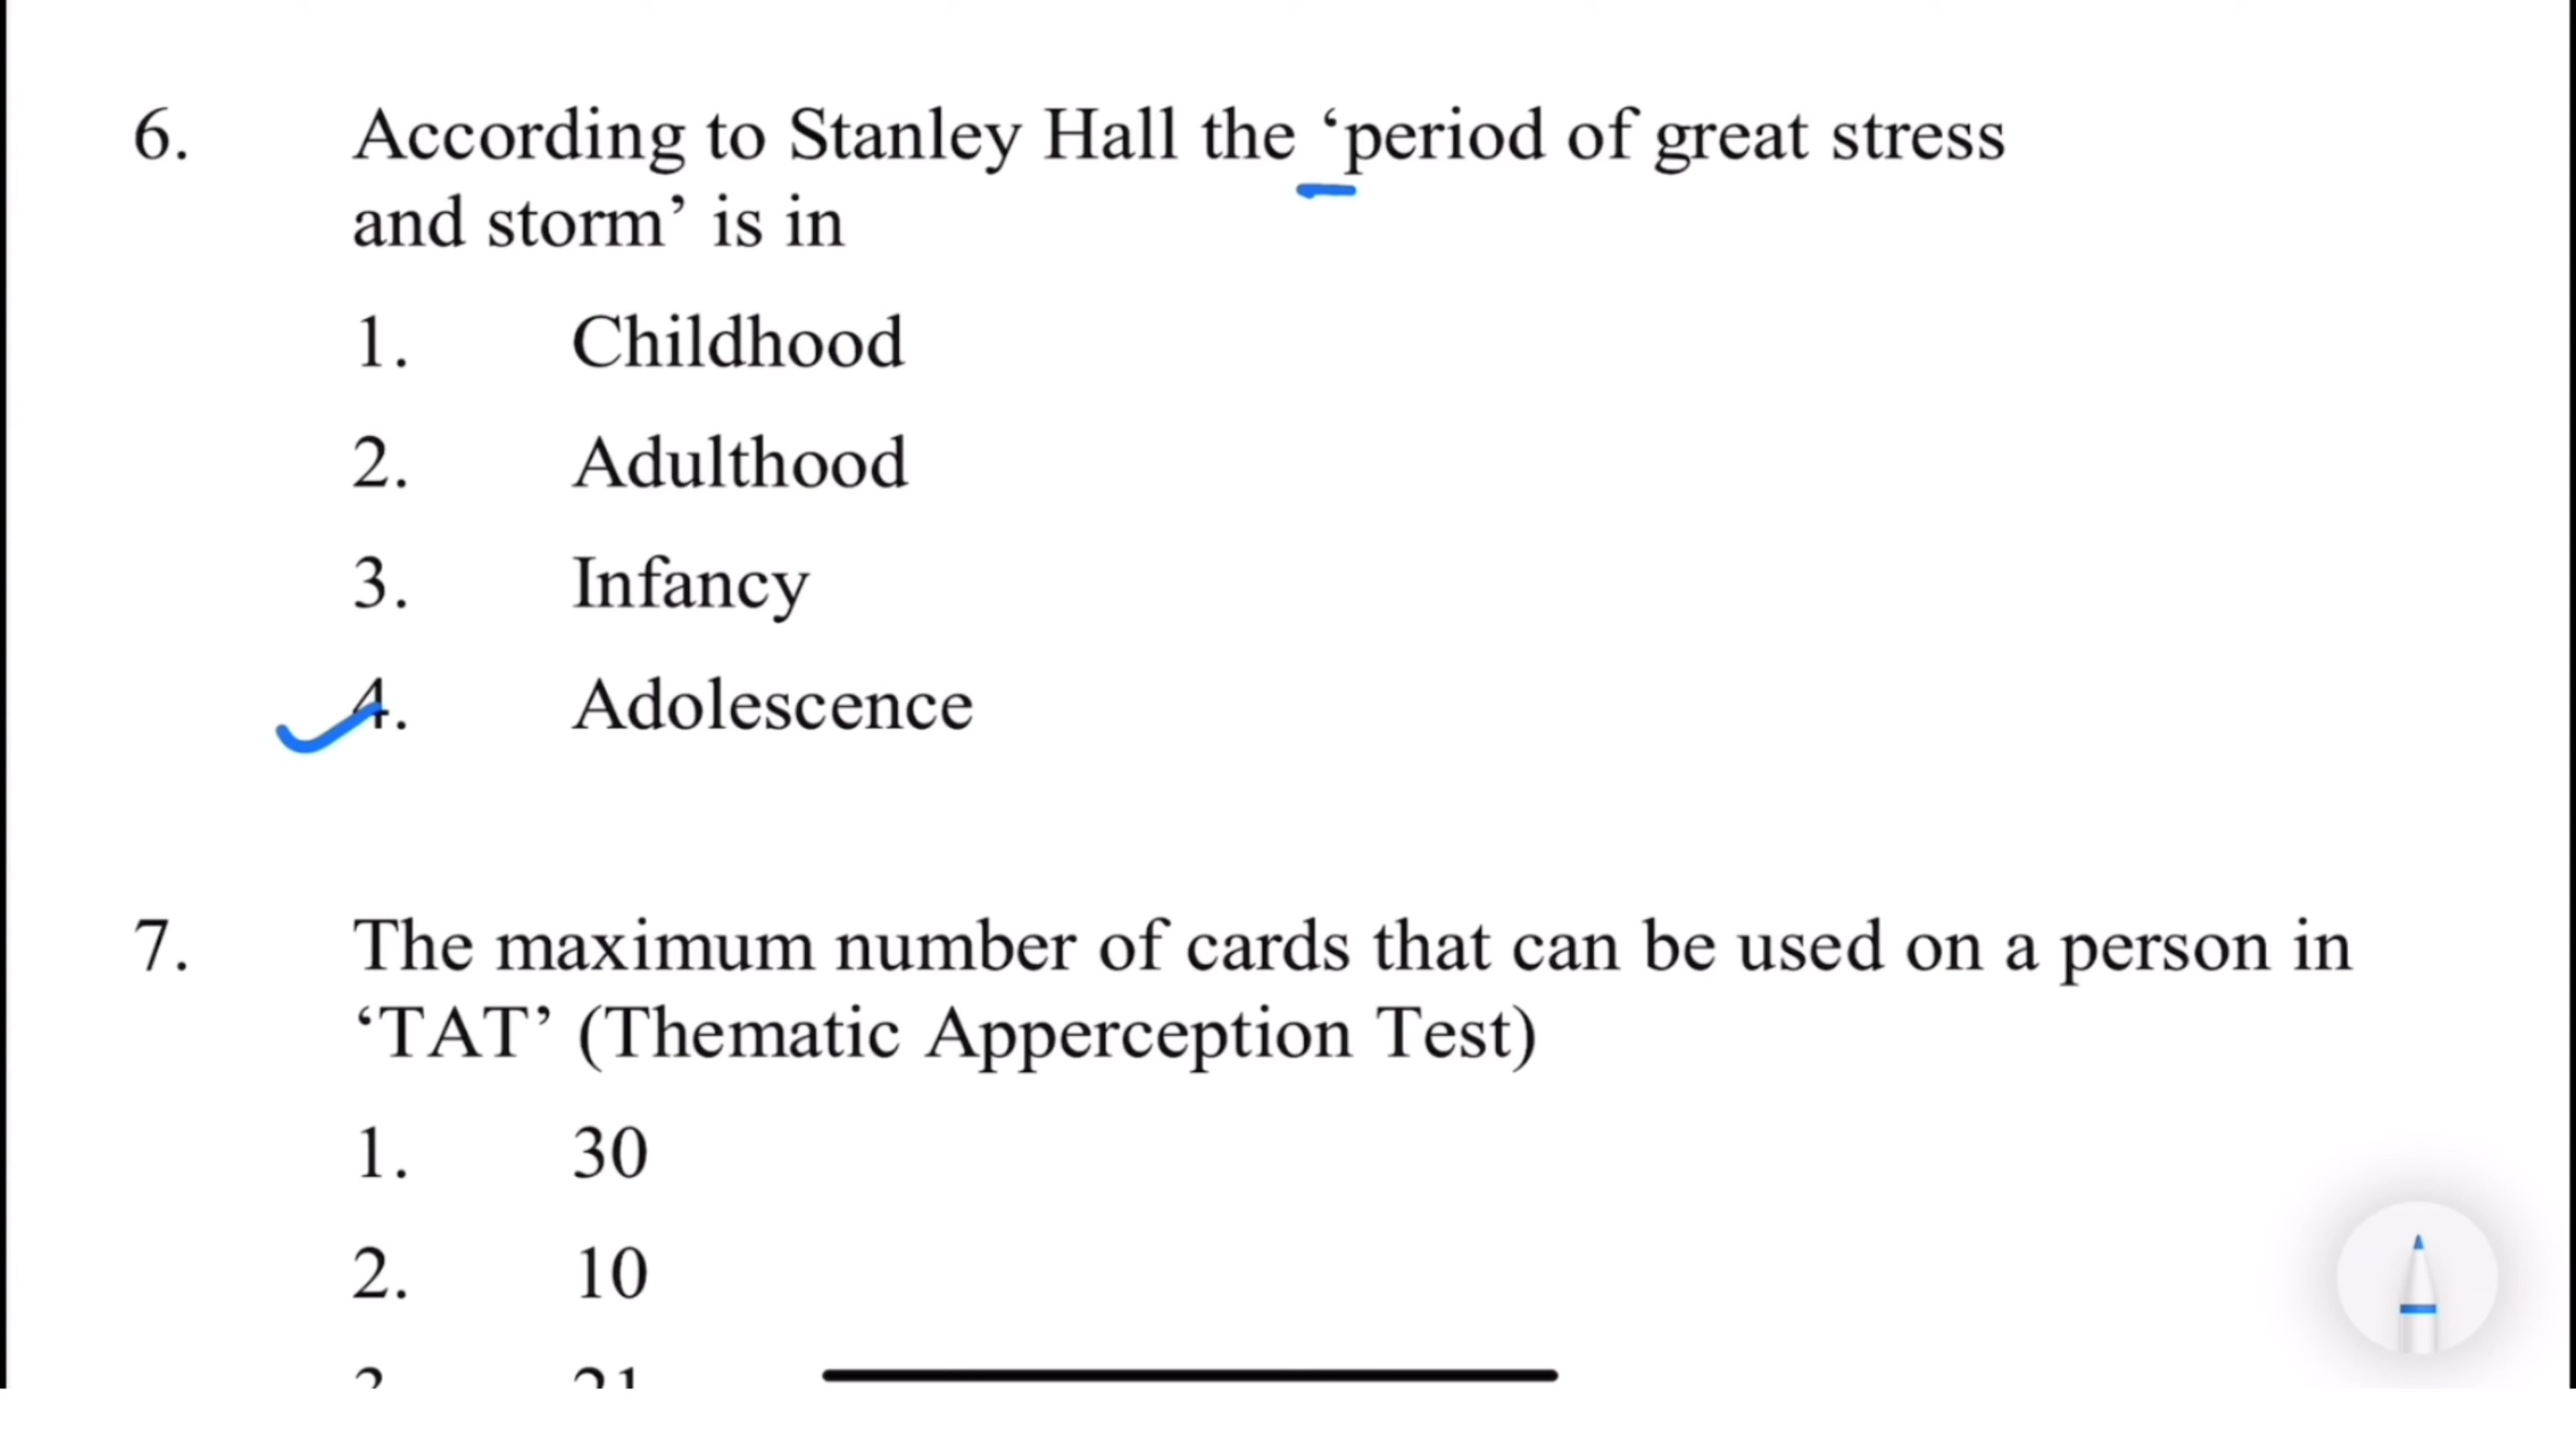 6. According to Stanley Hall the ‘period of great stress
and storm’ is in
1. Childhood
2. Adulthood
3. Infancy
4. Adolescence
7. The maximum number of cards that can be used on a person in
‘TAT’ (Thematic Apperception Test)
1. 30
2. 10